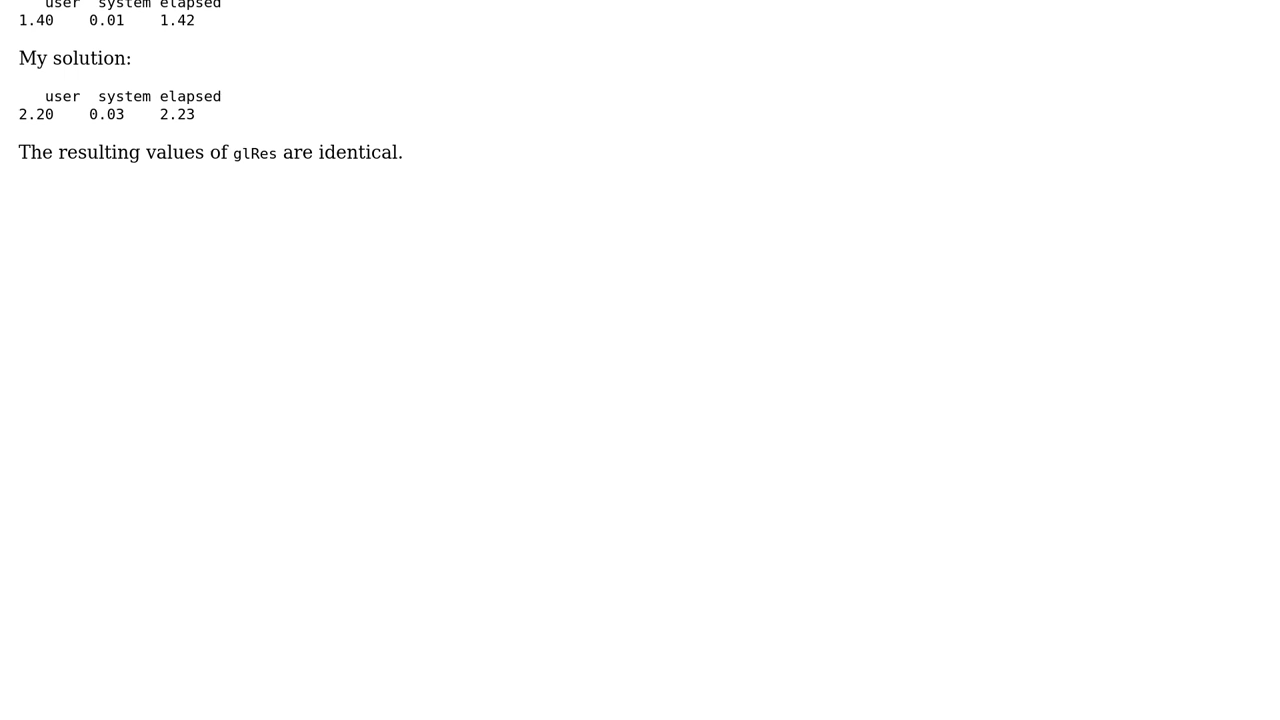 user  system elapsed
1.40    0.01    1.42
My solution:
user  system elapsed
2.20    0.03    2.23
The resulting values of glRes are identical.